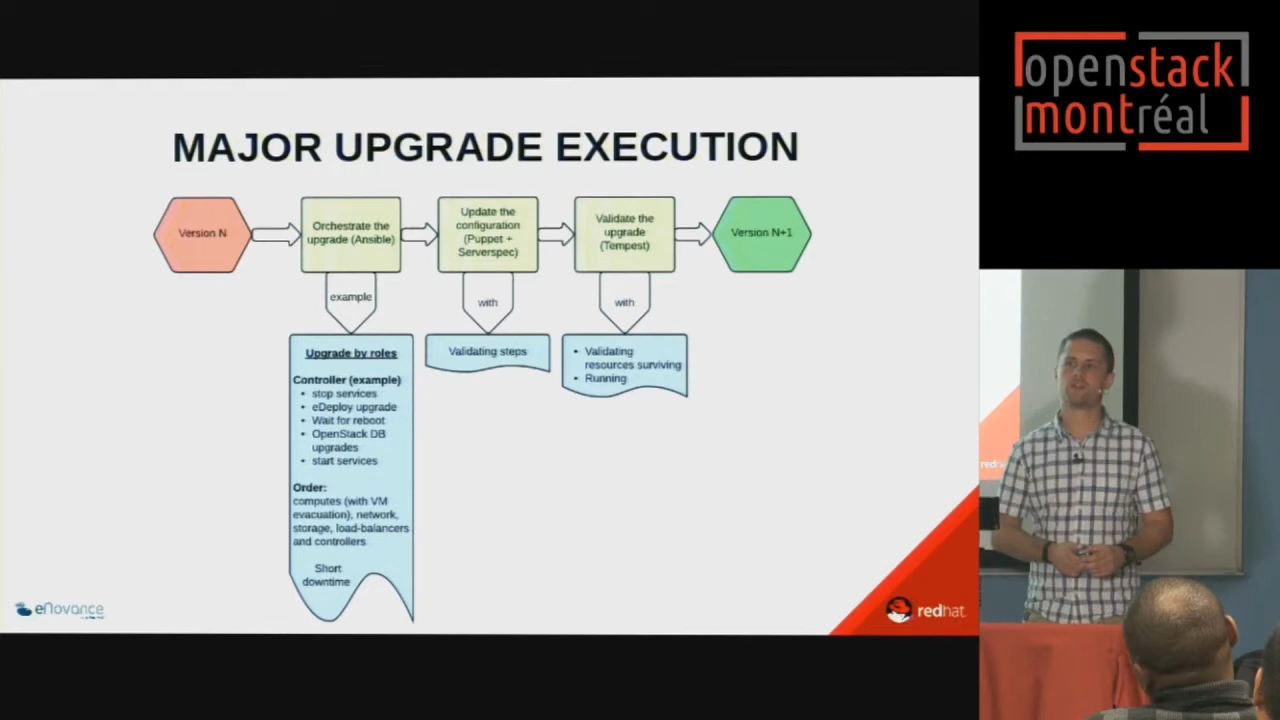 MAJOR UPGRADE EXECUTION
Version N
Orchestrate the
upgrade (Ansible)
Update the
configuration
(Puppet +
Serverspec)
Validate the
upgrade
(Tempest)
Version N+1
example
with
with
Upgrade by roles
Controller (example)
• stop services
• eDeploy upgrade
• Wait for reboot
• OpenStack DB
upgrades
• start services
Order:
computes (with VM
evacuation), network,
storage, load-balancers
and controllers
Short
downtime
Validating steps
• Validating
resources surviving
• Running
eNovance
redhat.
openstack
montréal